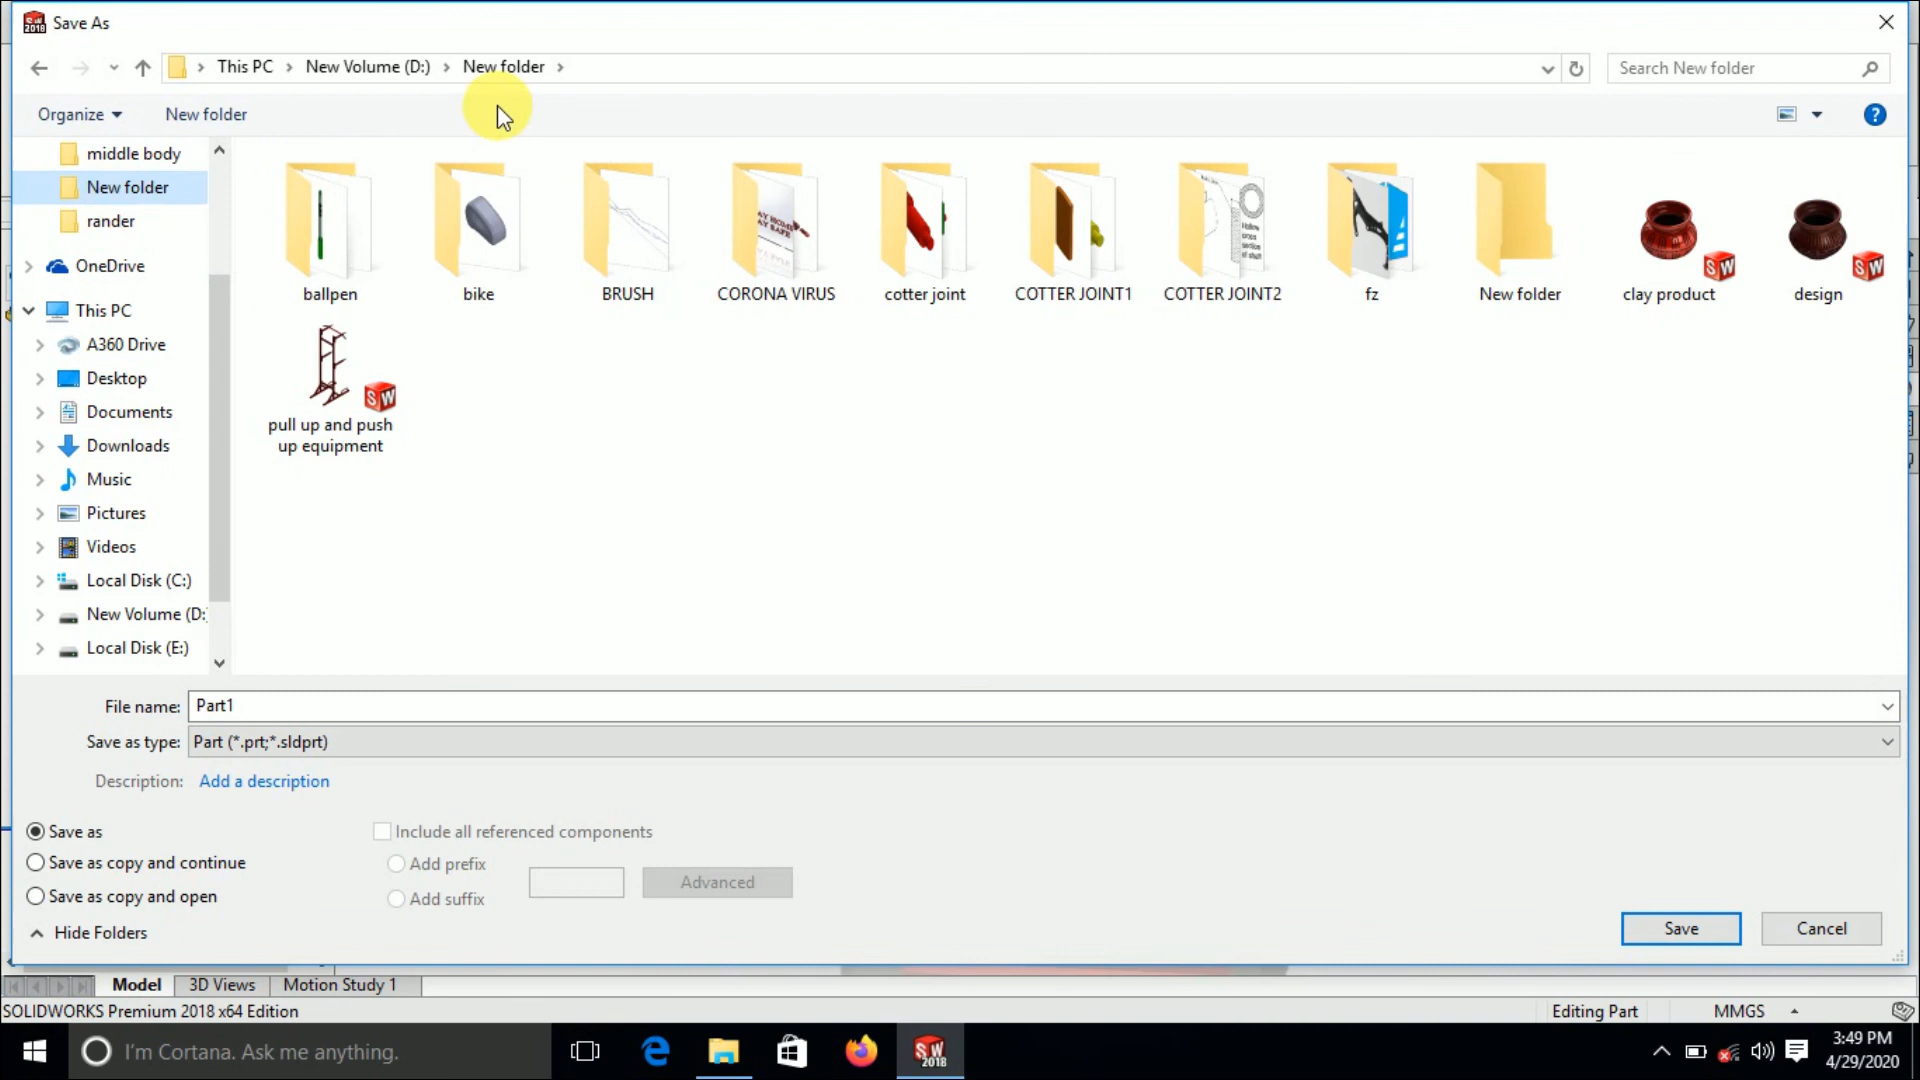 SW 2018 Save As
This PC New Volume (D:) New folder
Search New folder
Organize New folder
?
middle body
New folder
rander
OneDrive
This PC
A360 Drive
Desktop
Documents
Downloads
Music
Pictures
Videos
Local Disk (C:)
New Volume (D:
Local Disk (E:)
ballpen bike BRUSH CORONA VIRUS cotter joint COTTER JOINT1 COTTER JOINT2 fz New folder clay product design
pull up and push
up equipment
File name: Part1
Save as type: Part (*.prt;*.sldprt)
Description: Add a description
Save as
Save as copy and continue
Save as copy and open
Include all referenced components
Add prefix
Add suffix
Advanced
Hide Folders
Save Cancel
Model 3D Views Motion Study 1
SOLIDWORKS Premium 2018 x64 Edition
Editing Part MMGS
I'm Cortana. Ask me anything.
SW 2018
3:49 PM
4/29/2020